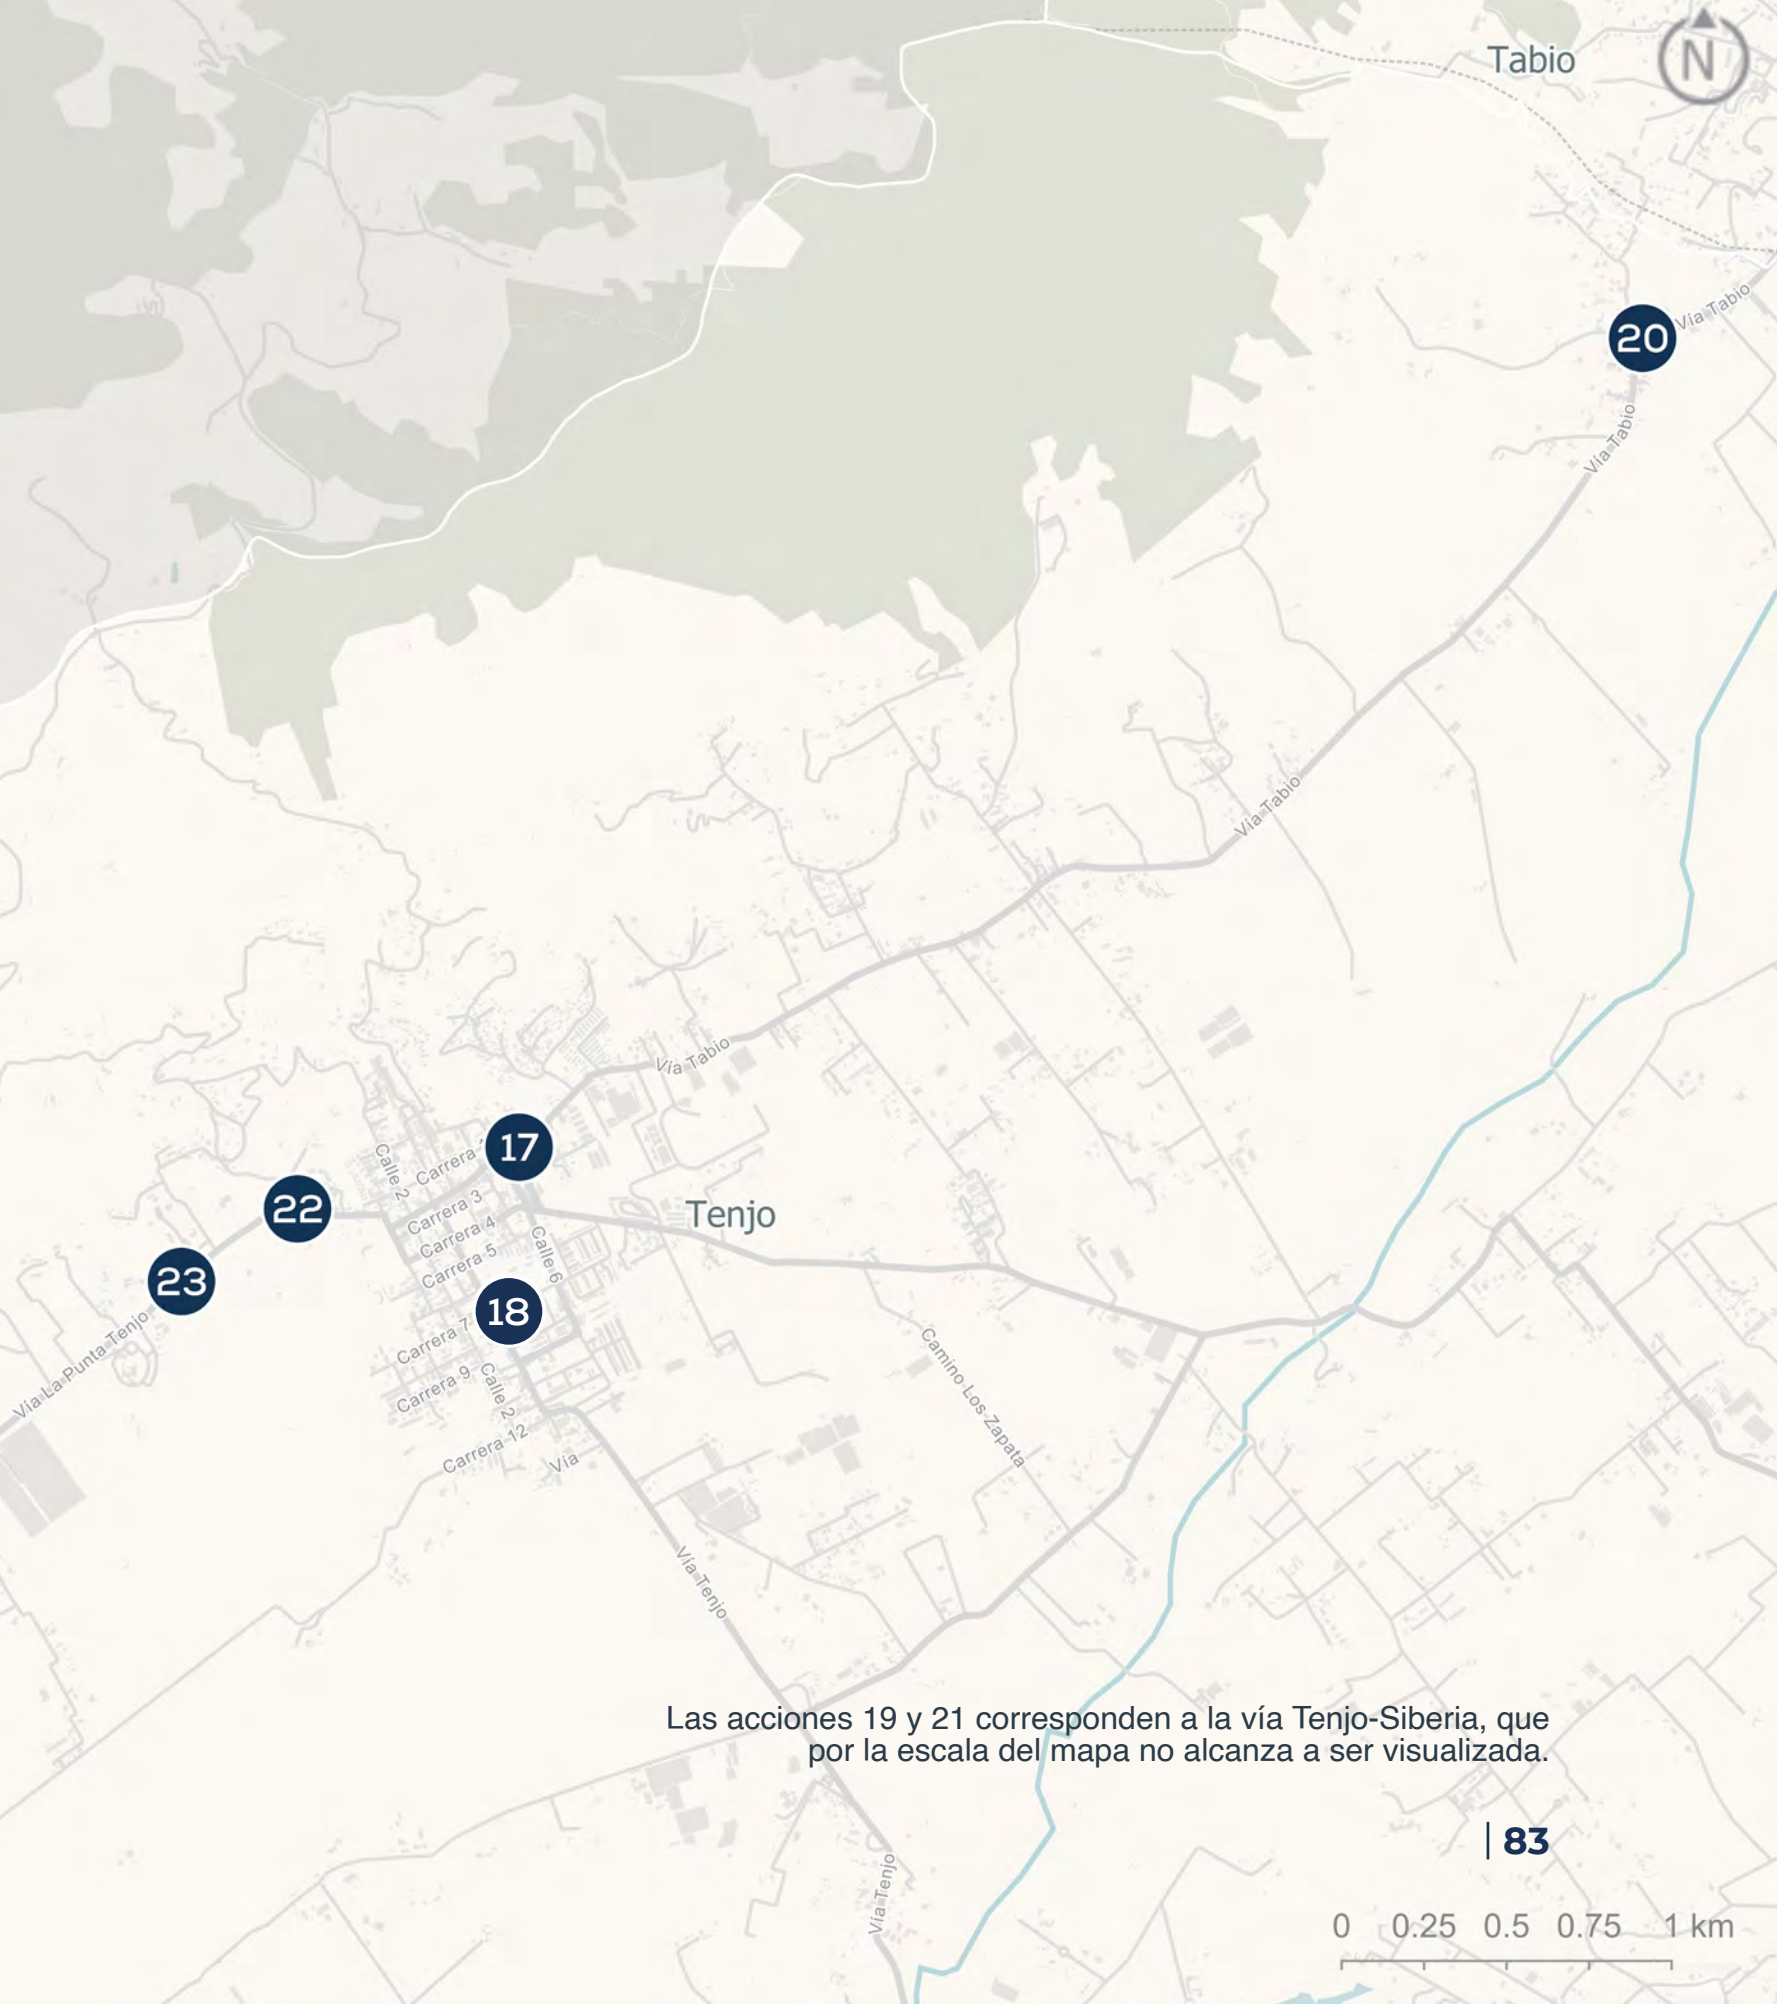 Tabio
N
Vía Tabio
20
Vía Tabio
Vía Tabio
Vía Tabio
17
Calle 2
Carrera
22
Carrera 3
Tenjo
Carrera 4
Calle 6
Carrera 5
23
18
Carrera 7
Vía La Punta Tenjo
Camino Los Zapata
Carrera 9
Calle 2
Carrera 12
Vía
Vía Tenjo
Las acciones 19 y 21 corresponden a la vía Tenjo-Siberia, que
por la escala del mapa no alcanza a ser visualizada.
| 83
Vía Tenjo
0 0.25 0.5 0.75 1 km